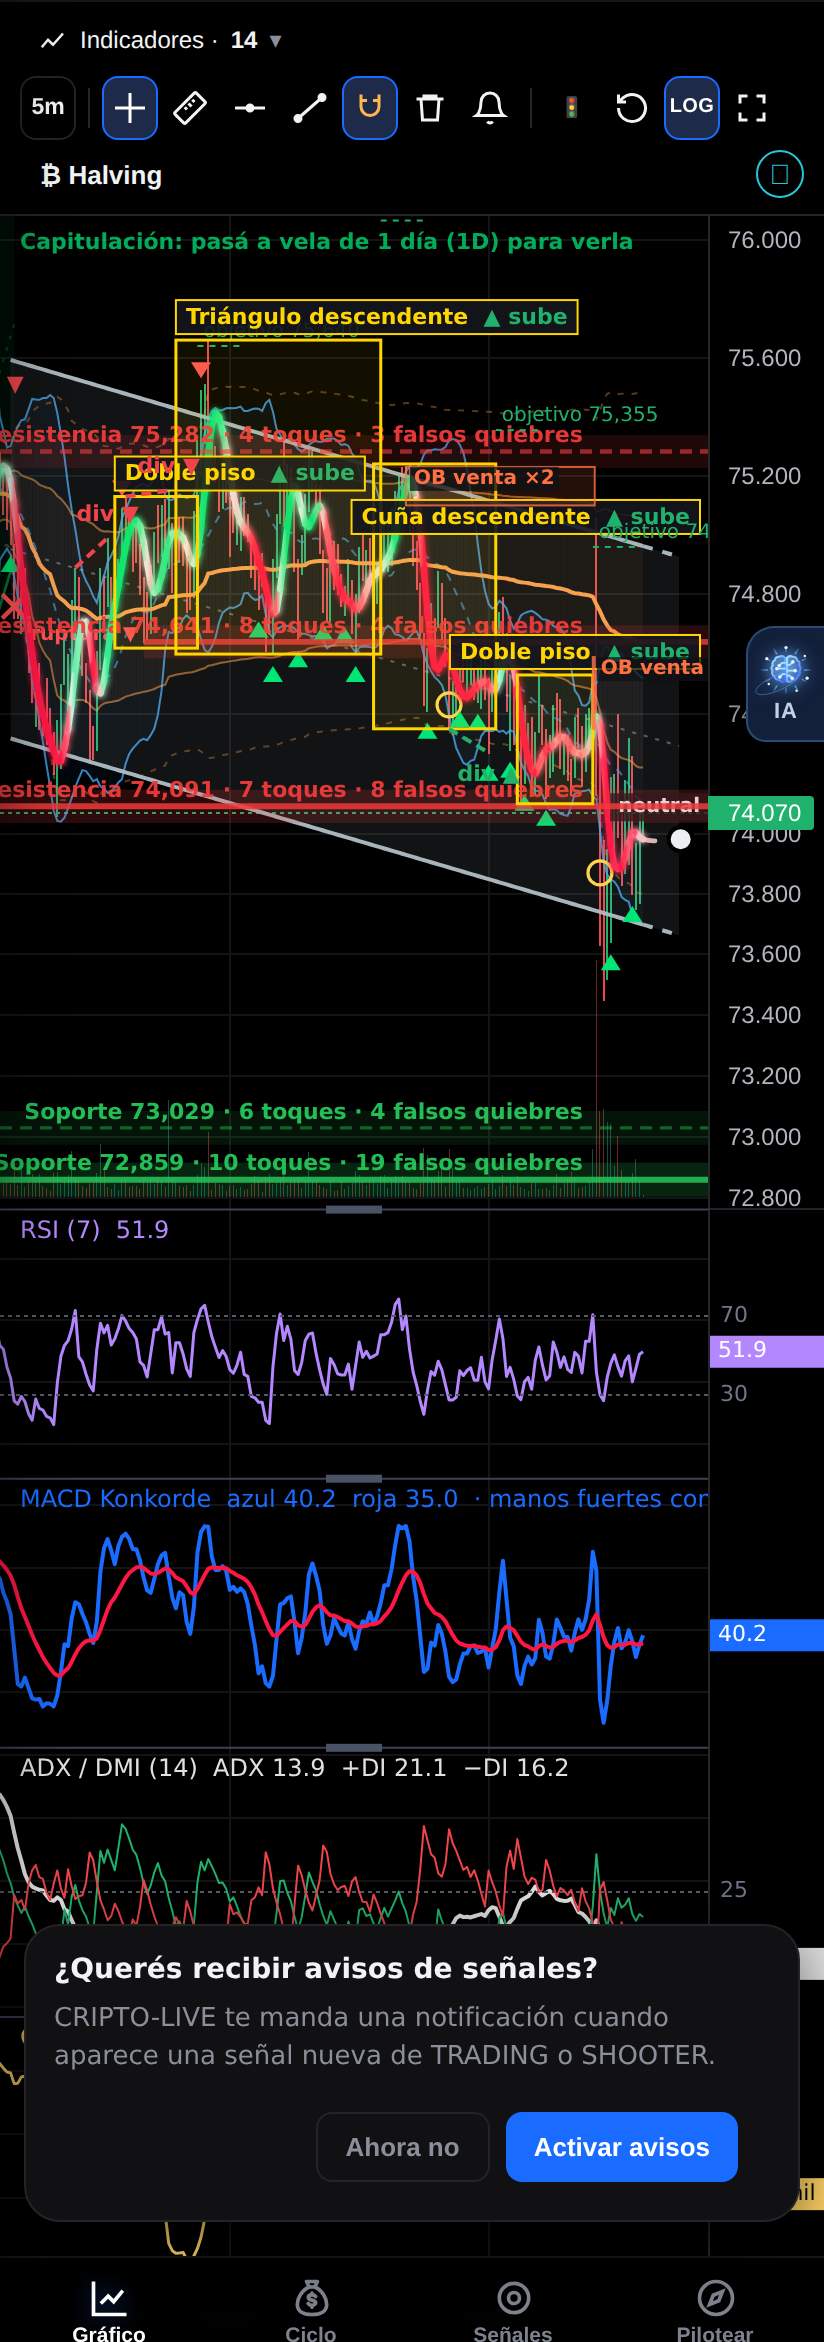 Indicadores · 14 ▾
5m
LOG
₿ Halving
Capitulación: pasá a vela de 1 día (1D) para verla
76.000
Triángulo descendente ▲ sube
75.600
objetivo 75,355
esistencia 75,282 · 4 toques · 3 falsos quiebres
div
Doble piso ▲ sube
OB venta ×2
75.200
div
Cuña descendente ▲ sube
objetivo 74
74.800
esistencia 74,641 · 8 toques · 6 falsos quiebres
Doble piso ▲ sube
OB venta
IA
div
esistencia 74,091 · 7 toques · 8 falsos quiebres
neutral
74.070
74.000
73.800
73.600
73.400
73.200
Soporte 73,029 · 6 toques · 4 falsos quiebres
73.000
Soporte 72,859 · 10 toques · 19 falsos quiebres
72.800
RSI (7) 51.9
70
51.9
30
MACD Konkorde azul 40.2 roja 35.0 · manos fuertes cor
40.2
ADX / DMI (14) ADX 13.9 +DI 21.1 −DI 16.2
25
¿Querés recibir avisos de señales?
CRIPTO-LIVE te manda una notificación cuando
aparece una señal nueva de TRADING o SHOOTER.
Ahora no
Activar avisos
Gráfico
Ciclo
Señales
Pilotear